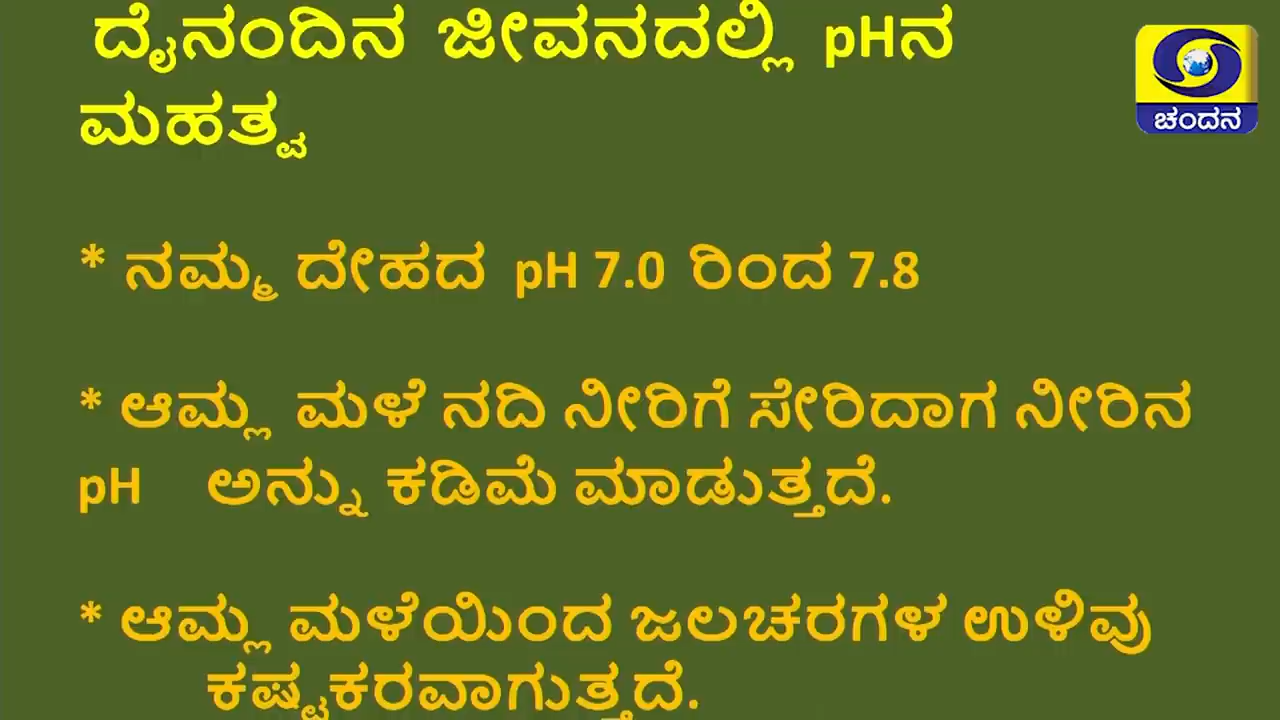 ದೈನಂದಿನ ಜೀವನದಲ್ಲಿ pHನ
ಮಹತ್ವ
ಚಂದನ
* ನಮ್ಮ ದೇಹದ pH 7.0 ರಿಂದ 7.8
* ಆಮ್ಲ ಮಳೆ ನದಿ ನೀರಿಗೆ ಸೇರಿದಾಗ ನೀರಿನ
pH ಅನ್ನು ಕಡಿಮೆ ಮಾಡುತ್ತದೆ.
* ಆಮ್ಲ ಮಳೆಯಿಂದ ಜಲಚರಗಳ ಉಳಿವು
ಕಷ್ಟಕರವಾಗುತ್ತದೆ.